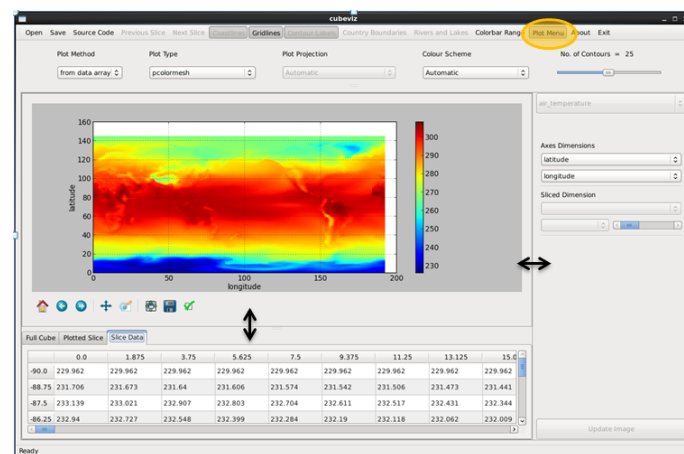 cubeviz
Open Save Source Code Previous Slice Next Slice Coastlines Gridlines Contour Labels Country Boundaries Rivers and Lakes Colorbar Range Plot Menu About Exit
Plot Method Plot Type Plot Projection Colour Scheme No. of Contours = 25
from data array pcolormesh Automatic Automatic
air_temperature
Axes Dimensions
latitude
longitude
Sliced Dimension
160
140
120
100
80
60
40
20
0
latitude
0 50 100 150 200
longitude
300
290
280
270
260
250
240
230
Full Cube Plotted Slice Slice Data
0.0 1.875 3.75 5.625 7.5 9.375 11.25 13.125 15.0
-90.0 229.962 229.962 229.962 229.962 229.962 229.962 229.962 229.962 229.962
-88.75 231.706 231.673 231.64 231.606 231.574 231.542 231.506 231.473 231.441
-87.5 233.139 233.021 232.907 232.803 232.704 232.611 232.517 232.431 232.344
-86.25 232.94 232.727 232.548 232.399 232.284 232.19 232.118 232.062 232.009
Update Image
Ready